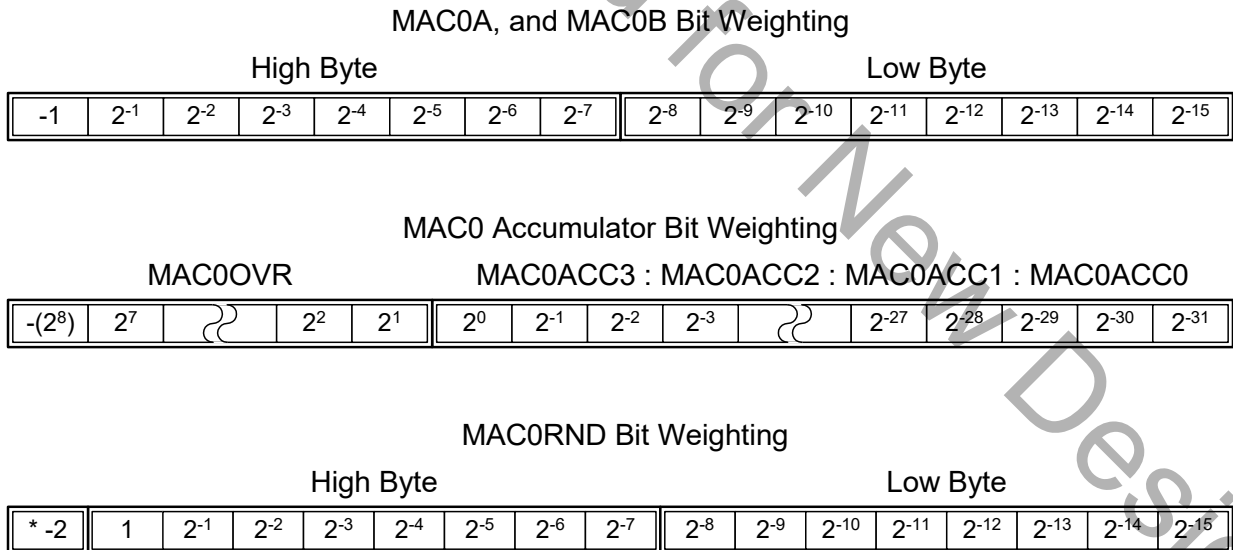 MAC0A, and MAC0B Bit Weighting
High Byte Low Byte
-1 2-1 2-2 2-3 2-4 2-5 2-6 2-7 2-8 2-9 2-10 2-11 2-12 2-13 2-14 2-15
MAC0 Accumulator Bit Weighting
MAC0OVR MAC0ACC3 : MAC0ACC2 : MAC0ACC1 : MAC0ACC0
-(28) 27 22 21 20 2-1 2-2 2-3 2-27 2-28 2-29 2-30 2-31
MAC0RND Bit Weighting
High Byte Low Byte
* -2 1 2-1 2-2 2-3 2-4 2-5 2-6 2-7 2-8 2-9 2-10 2-11 2-12 2-13 2-14 2-15
for New Desi